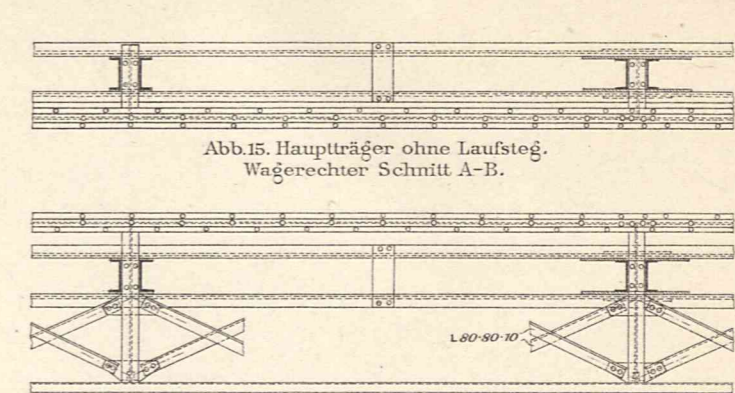 Abb.15. Hauptträger ohne Laufsteg.
Wagerechter Schnitt A-B.
L 80·80·10